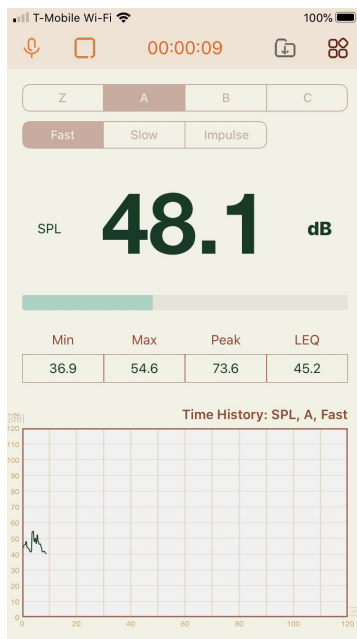 T-Mobile Wi-Fi 100%
00:00:09
Z A B C
Fast Slow Impulse
SPL 48.1 dB
Min Max Peak LEQ
36.9 54.6 73.6 45.2
Time History: SPL, A, Fast
[dB]
120
110
100
90
80
70
60
50
40
30
20
10
0 20 40 60 80 100 120
[s]